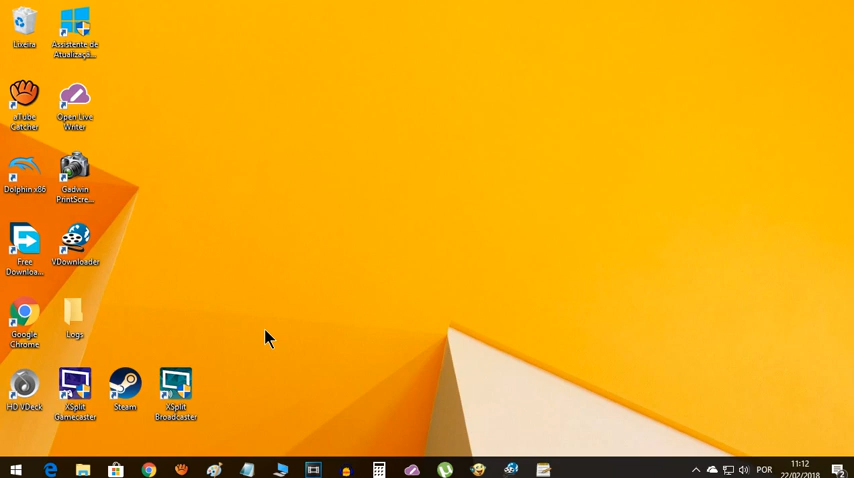 Lixeira
Assistente de
Atualizaçã...
aTube
Catcher
Open Live
Writer
Dolphin x86
Gadwin
PrintScre...
Free
Downloa...
VDownloader
Google
Chrome
Logs
HD VDeck
XSplit
Gamecaster
Steam
XSplit
Broadcaster
POR
11:12
22/02/2018
2